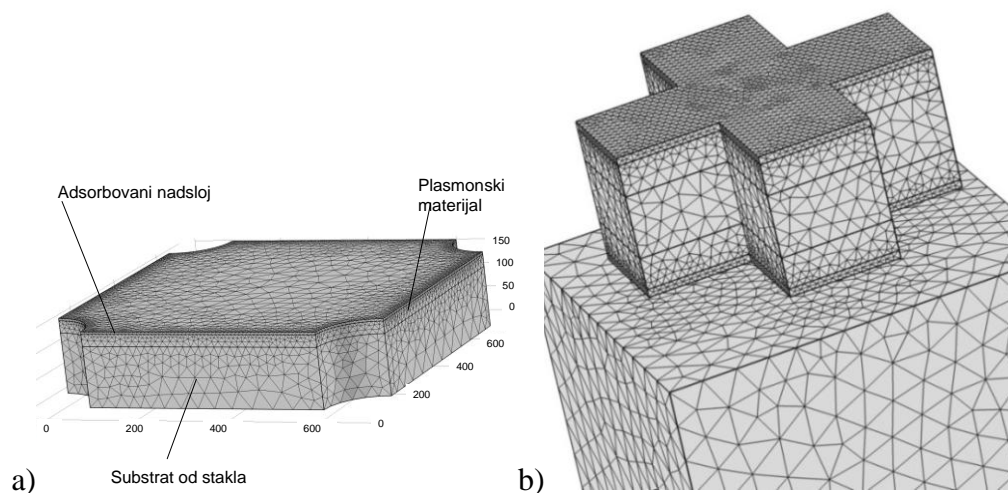 Adsorbovani nadsloj
Plasmonski
materijal
150
100
50
0
600
400
200
0
0
200
400
600
Substrat od stakla
a)
b)